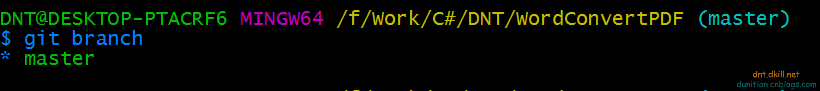 DNT@DESKTOP-PTACRF6 MINGW64 /f/Work/C#/DNT/WordConvertPDF (master)
$ git branch
* master
dnt.dkill.net
dunitian.cnblogs.com